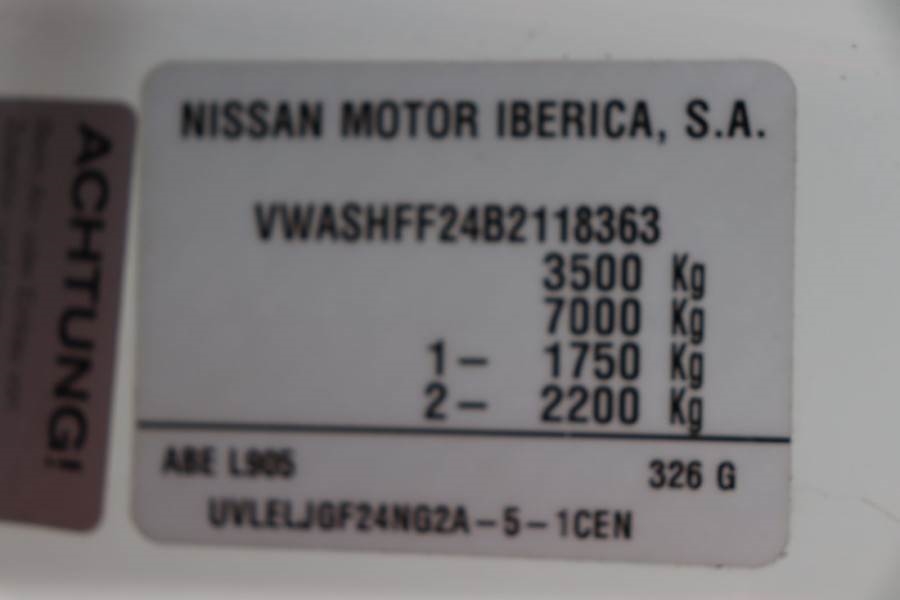 NISSAN MOTOR IBERICA, S.A.
VWASHFF24B2118363
3500 Kg
7000 Kg
1- 1750 Kg
2- 2200 Kg
ABE L905
326 G
UVLELJGF24NG2A-5-1CEN
ACHTUNG!